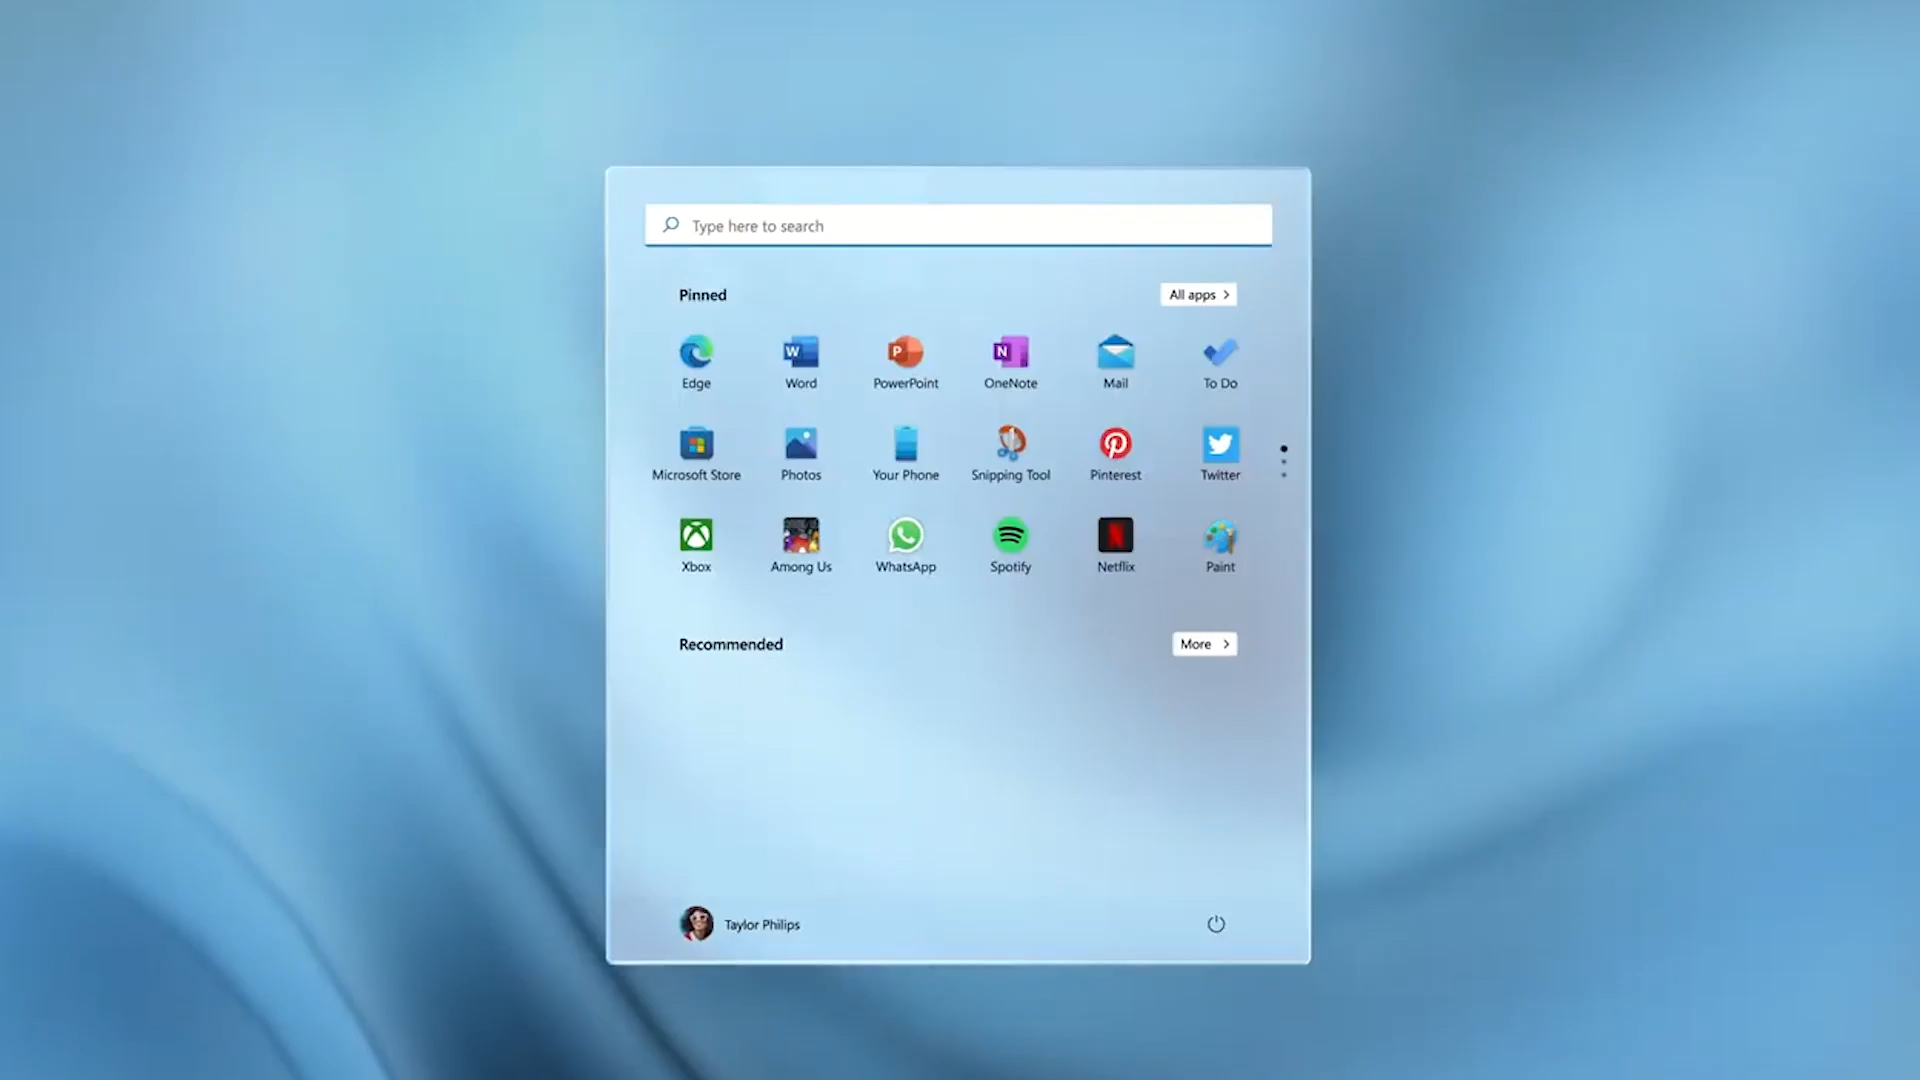 Type here to search
Pinned
All apps
Edge
Word
PowerPoint
OneNote
Mail
To Do
Microsoft Store
Photos
Your Phone
Snipping Tool
Pinterest
Twitter
Xbox
Among Us
WhatsApp
Spotify
Netflix
Paint
Recommended
More
Taylor Philips